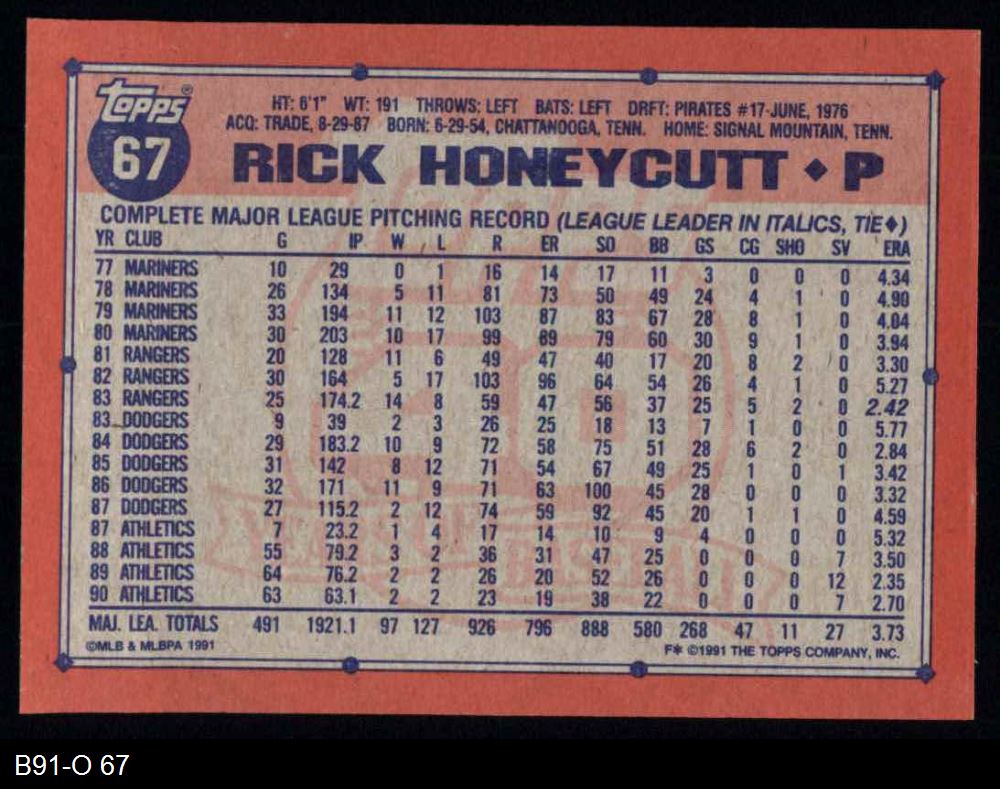 topps®
67
HT: 6'1" WT: 191 THROWS: LEFT BATS: LEFT DRFT: PIRATES #17-JUNE, 1976
ACQ: TRADE, 8-29-87 BORN: 6-29-54, CHATTANOOGA, TENN. HOME: SIGNAL MOUNTAIN, TENN.
RICK HONEYCUTT ♦ P
COMPLETE MAJOR LEAGUE PITCHING RECORD (LEAGUE LEADER IN ITALICS, TIE♦)
YR CLUB G IP W L R ER SO BB GS CG SHO SV ERA
77 MARINERS 10 29 0 1 16 14 17 11 3 0 0 0 4.34
78 MARINERS 26 134 5 11 81 73 50 49 24 4 1 0 4.90
79 MARINERS 33 194 11 12 103 87 83 67 28 8 1 0 4.04
80 MARINERS 30 203 10 17 99 89 79 60 30 9 1 0 3.94
81 RANGERS 20 128 11 6 49 47 40 17 20 8 2 0 3.30
82 RANGERS 30 164 5 17 103 96 64 54 26 4 1 0 5.27
83 RANGERS 25 174.2 14 8 59 47 56 37 25 5 2 0 2.42
83 DODGERS 9 39 2 3 26 25 18 13 7 1 0 0 5.77
84 DODGERS 29 183.2 10 9 72 58 75 51 28 6 2 0 2.84
85 DODGERS 31 142 8 12 71 54 67 49 25 1 0 1 3.42
86 DODGERS 32 171 11 9 71 63 100 45 28 0 0 0 3.32
87 DODGERS 27 115.2 2 12 74 59 92 45 20 1 1 0 4.59
87 ATHLETICS 7 23.2 1 4 17 14 10 9 4 0 0 0 5.32
88 ATHLETICS 55 79.2 3 2 36 31 47 25 0 0 0 7 3.50
89 ATHLETICS 64 76.2 2 2 26 20 52 26 0 0 0 12 2.35
90 ATHLETICS 63 63.1 2 2 23 19 38 22 0 0 0 7 2.70
MAJ. LEA. TOTALS 491 1921.1 97 127 926 796 888 580 268 47 11 27 3.73
©MLB & MLBPA 1991
F* ©1991 THE TOPPS COMPANY, INC.
B91-O 67